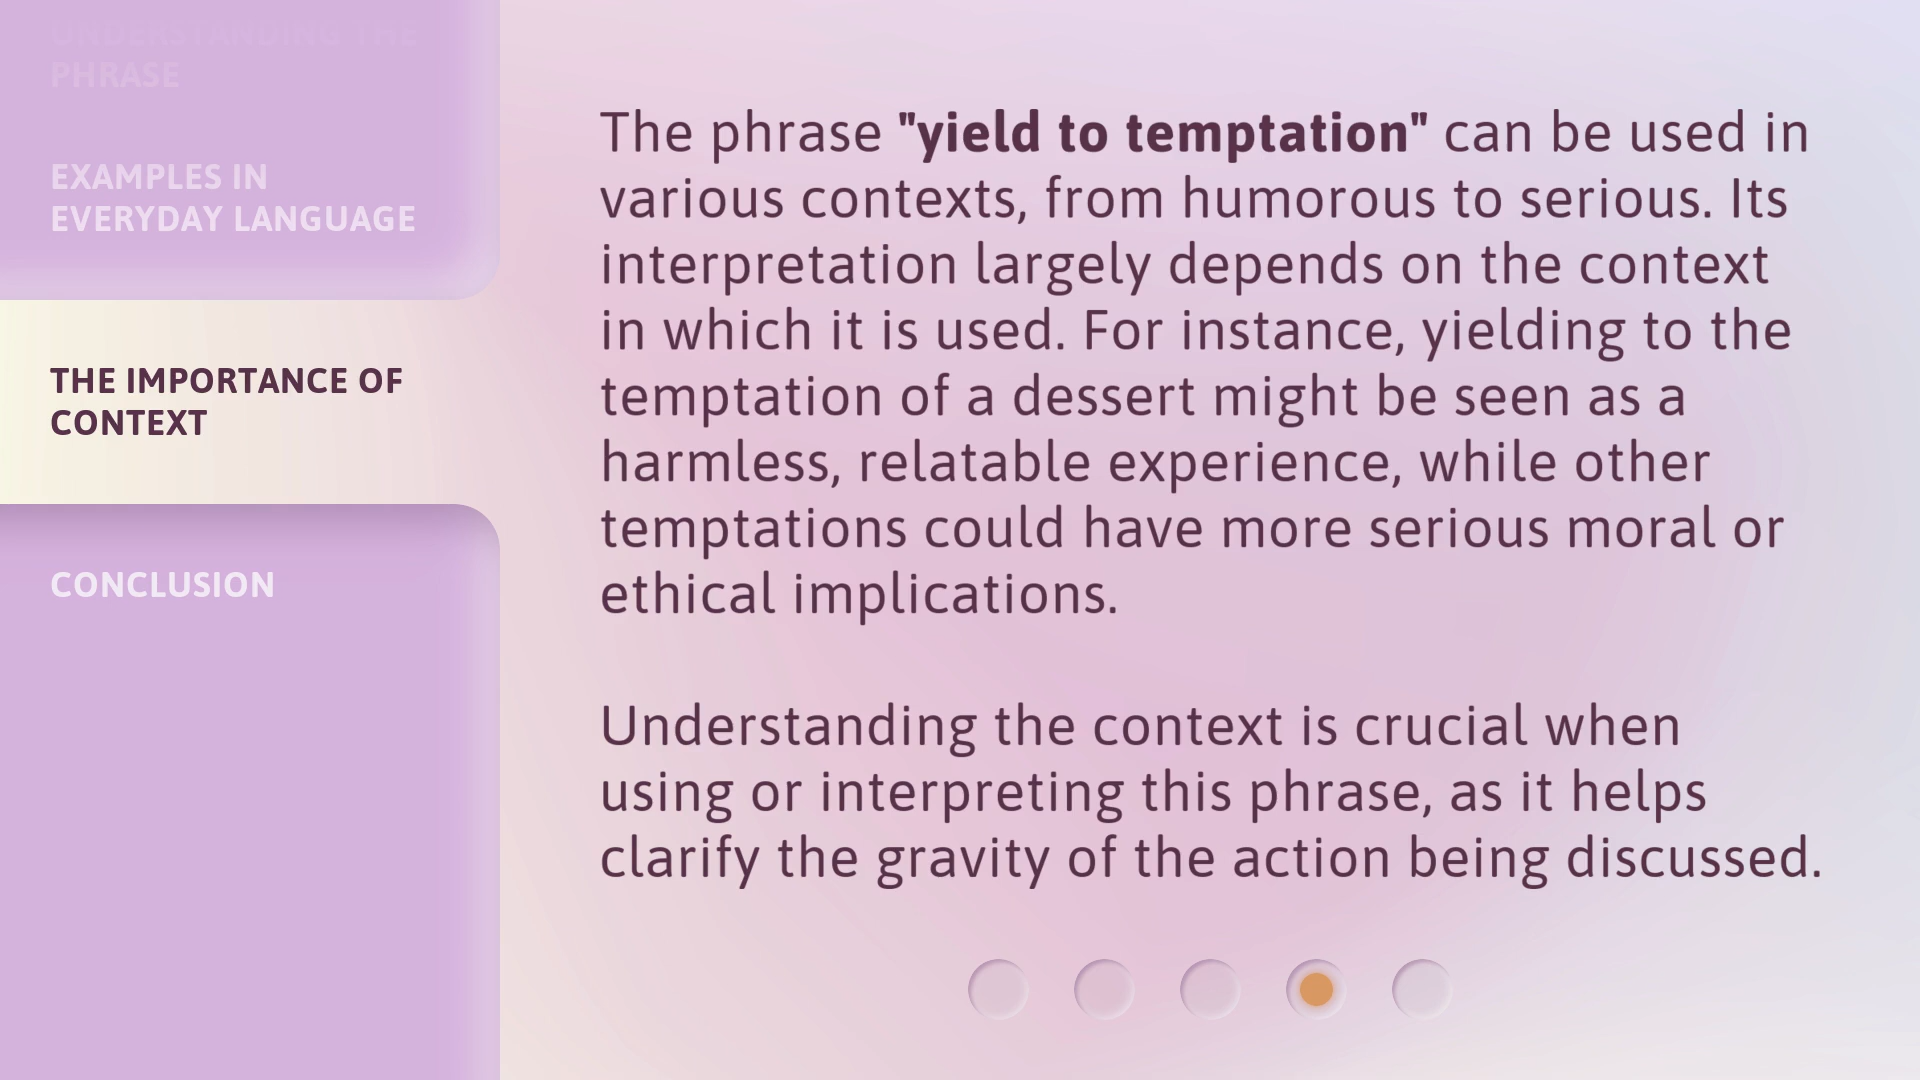 UNDERSTANDING THE
PHRASE
EXAMPLES IN
EVERYDAY LANGUAGE
THE IMPORTANCE OF
CONTEXT
CONCLUSION
The phrase "yield to temptation" can be used in
various contexts, from humorous to serious. Its
interpretation largely depends on the context
in which it is used. For instance, yielding to the
temptation of a dessert might be seen as a
harmless, relatable experience, while other
temptations could have more serious moral or
ethical implications.
Understanding the context is crucial when
using or interpreting this phrase, as it helps
clarify the gravity of the action being discussed.